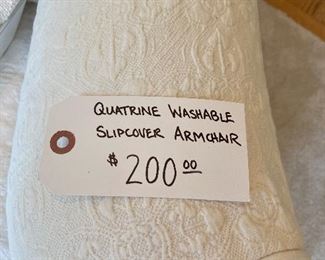 QUATRINE WASHABLE
SLIPCOVER ARMCHAIR
$ 200.00